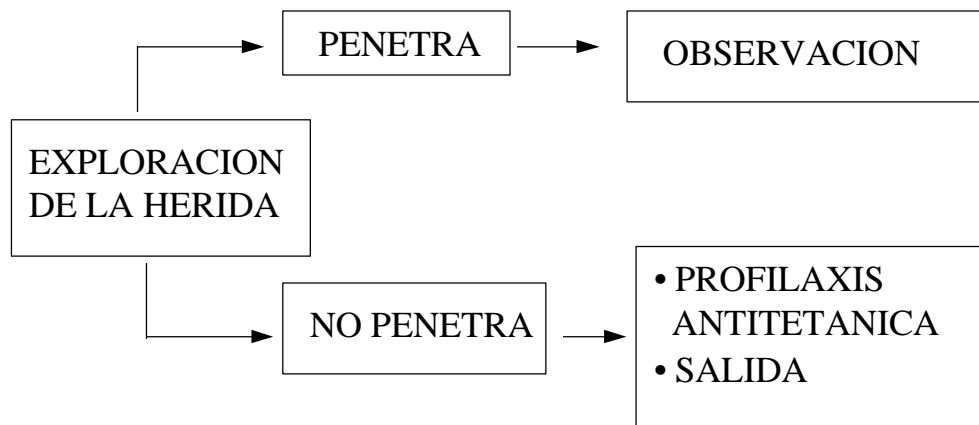 PENETRA
OBSERVACION
EXPLORACION
DE LA HERIDA
NO PENETRA
• PROFILAXIS
ANTITETANICA
• SALIDA